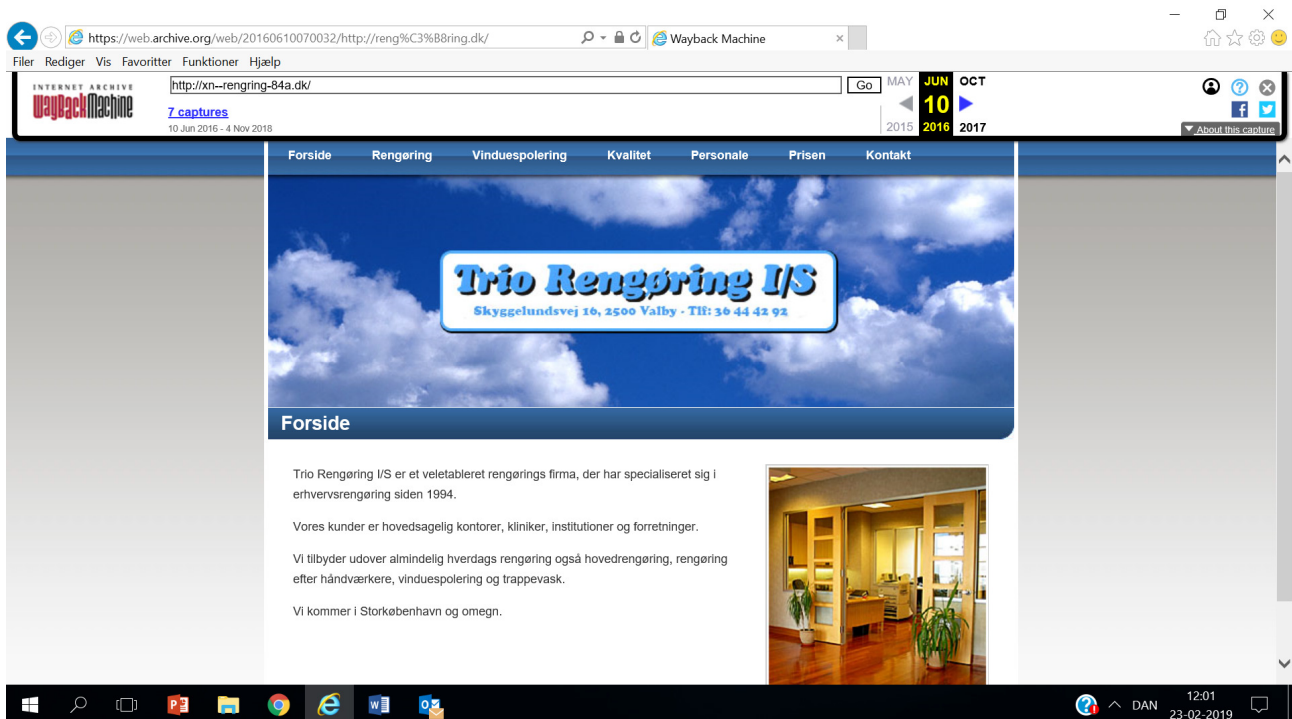 https://web.archive.org/web/20160610070032/http://reng%C3%B8ring.dk/
Wayback Machine
Filer Rediger Vis Favoritter Funktioner Hjælp
INTERNET ARCHIVE
WayBackMachine
http://xn--rengring-84a.dk/
Go
MAY JUN OCT
7 captures
10
10 Jun 2016 - 4 Nov 2018
2015 2016 2017
About this capture
Forside Rengøring Vinduespolering Kvalitet Personale Prisen Kontakt
Trio Rengøring I/S
Skyggelundsvej 16, 2500 Valby - Tlf: 36 44 42 92
Forside
Trio Rengøring I/S er et veletableret rengørings firma, der har specialiseret sig i
erhvervsrengøring siden 1994.
Vores kunder er hovedsagelig kontorer, kliniker, institutioner og forretninger.
Vi tilbyder udover almindelig hverdags rengøring også hovedrengøring, rengøring
efter håndværkere, vinduespolering og trappevask.
Vi kommer i Storkøbenhavn og omegn.
DAN
12:01
23-02-2019